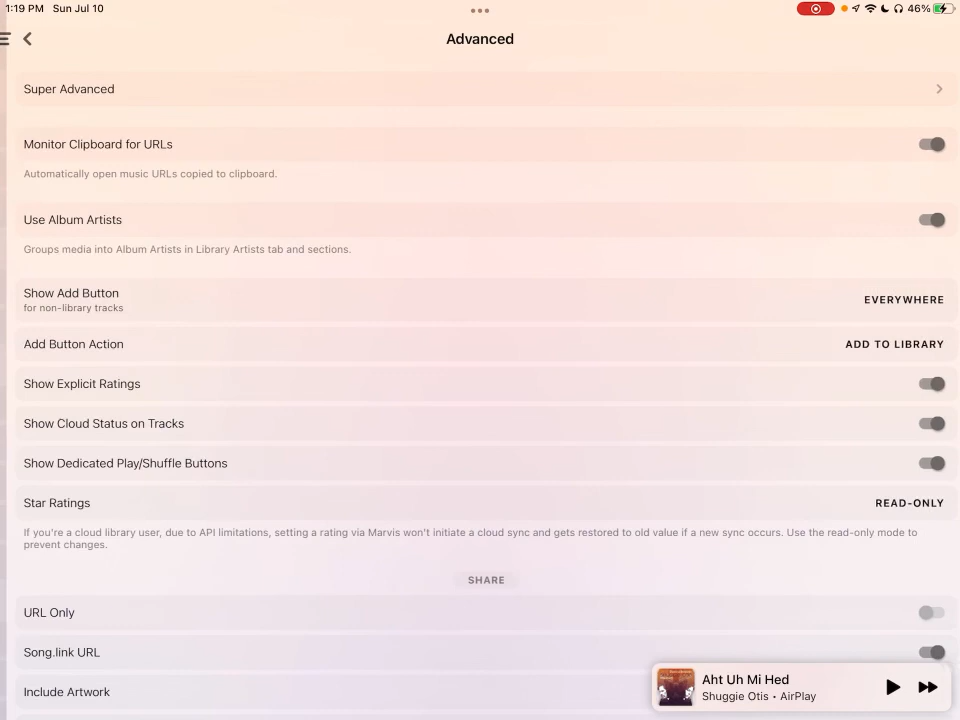 1:19 PM Sun Jul 10
46%
Advanced
Super Advanced
Monitor Clipboard for URLs
Automatically open music URLs copied to clipboard.
Use Album Artists
Groups media into Album Artists in Library Artists tab and sections.
Show Add Button
for non-library tracks
EVERYWHERE
Add Button Action
ADD TO LIBRARY
Show Explicit Ratings
Show Cloud Status on Tracks
Show Dedicated Play/Shuffle Buttons
Star Ratings
READ-ONLY
If you're a cloud library user, due to API limitations, setting a rating via Marvis won't initiate a cloud sync and gets restored to old value if a new sync occurs. Use the read-only mode to
prevent changes.
SHARE
URL Only
Song.link URL
Include Artwork
Aht Uh Mi Hed
Shuggie Otis • AirPlay